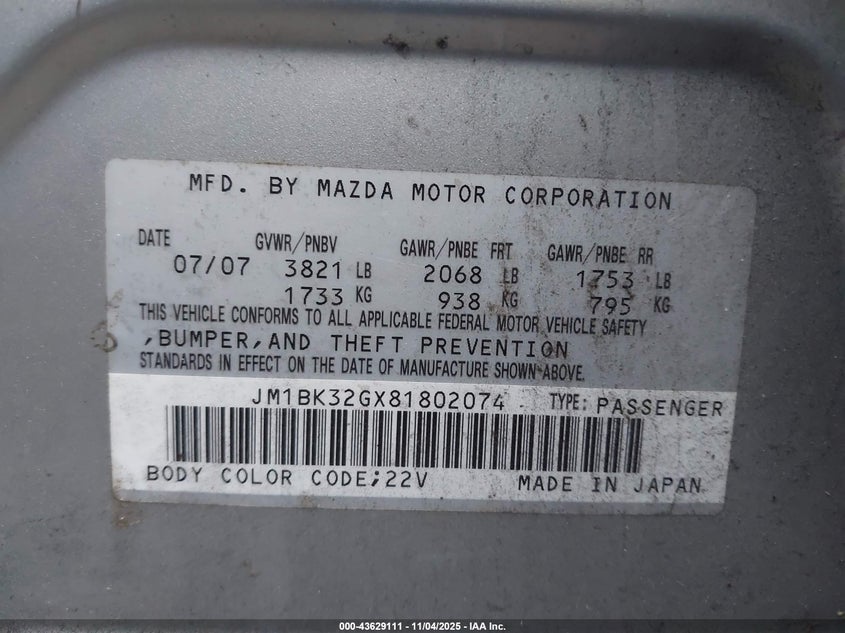 MFD. BY MAZDA MOTOR CORPORATION
DATE GVWR/PNBV GAWR/PNBE FRT GAWR/PNBE RR
07/07 3821 LB 2068 LB 1753 LB
1733 KG 938 KG 795 KG
THIS VEHICLE CONFORMS TO ALL APPLICABLE FEDERAL MOTOR VEHICLE SAFETY
,BUMPER,AND THEFT PREVENTION
STANDARDS IN EFFECT ON THE DATE OF MANUFACTURE SHOWN ABOVE.
JM1BK32GX81802074 TYPE: PASSENGER
BODY COLOR CODE;22V MADE IN JAPAN
000-43629111 - 11/04/2025 - IAA Inc.